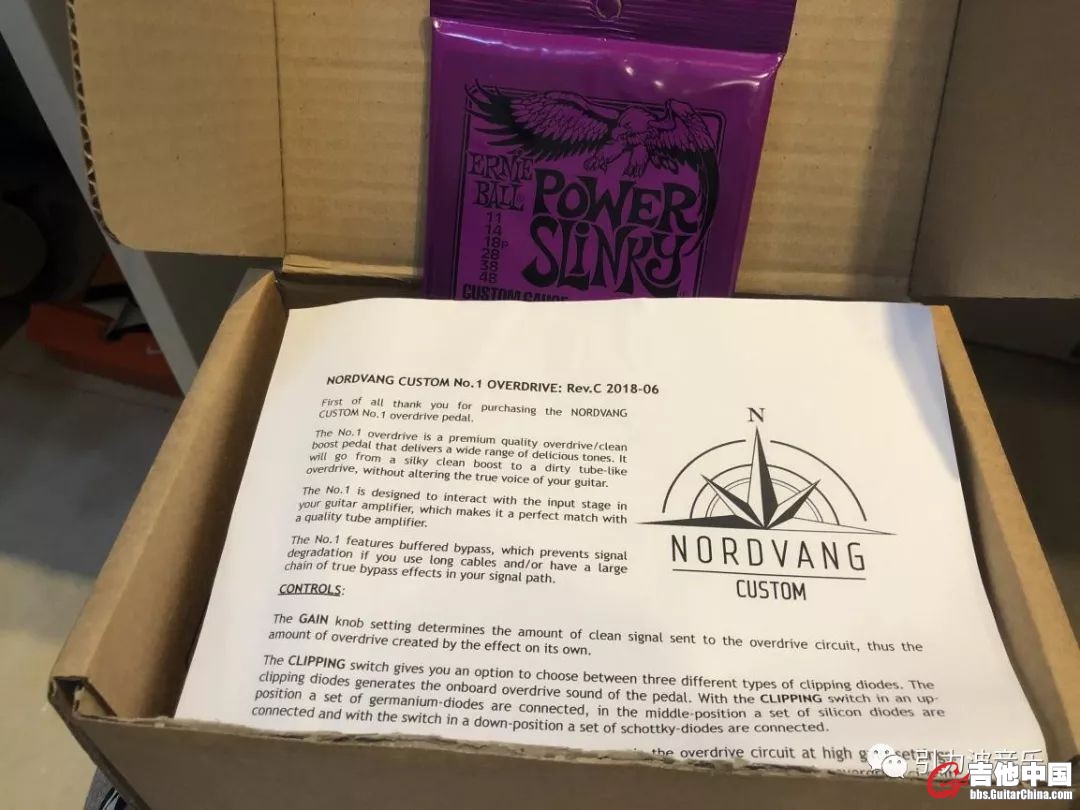 ERNIE
BALL
POWER
SLINKY
11
14
18P
28
38
48
NORDVANG CUSTOM No.1 OVERDRIVE: Rev.C 2018-06
First of all thank you for purchasing the NORDVANG
CUSTOM No.1 overdrive pedal.
The No.1 overdrive is a premium quality overdrive/clean
boost pedal that delivers a wide range of delicious tones. It
will go from a silky clean boost to a dirty tube-like
overdrive, without altering the true voice of your guitar.
The No.1 is designed to interact with the input stage in
your guitar amplifier, which makes it a perfect match with
a quality tube amplifier.
The No.1 features buffered bypass, which prevents signal
degradation if you use long cables and/or have a large
chain of true bypass effects in your signal path.
N
NORDVANG
CUSTOM
CONTROLS:
The GAIN knob setting determines the amount of clean signal sent to the overdrive circuit, thus the
amount of overdrive created by the effect on its own.
The CLIPPING switch gives you an option to choose between three different types of clipping diodes. The
clipping diodes generates the onboard overdrive sound of the pedal. With the CLIPPING switch in an up-
position a set of germanium-diodes are connected, in the middle-position a set of silicon diodes are
connected and with the switch in a down-position a set of schottky-diodes are connected.
the overdrive circuit at high
引力波音乐
吉他中国
bbs.GuitarChina.com